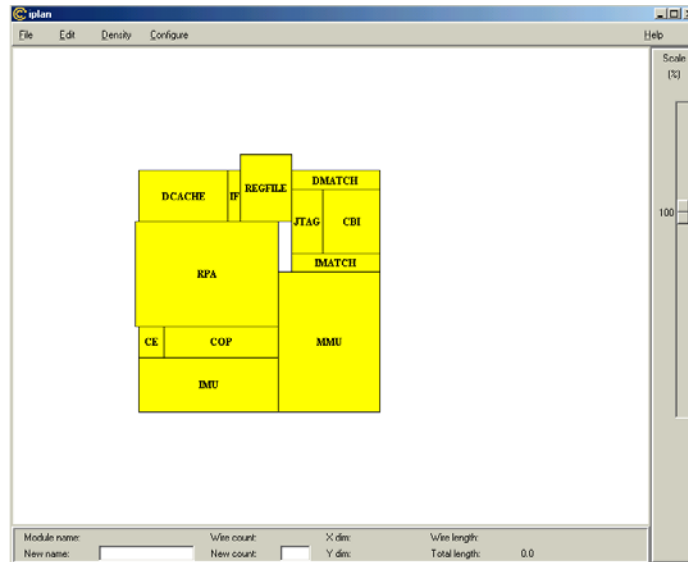 iplan
File Edit Density Configure Help
Scale
(%)
100
DCACHE IF REGFILE DMATCH
JTAG CBI
IMATCH
RPA
CE COP MMU
IMU
Module name: Wire count: X dim: Wire length:
New name: New count: Y dim: Total length: 0.0